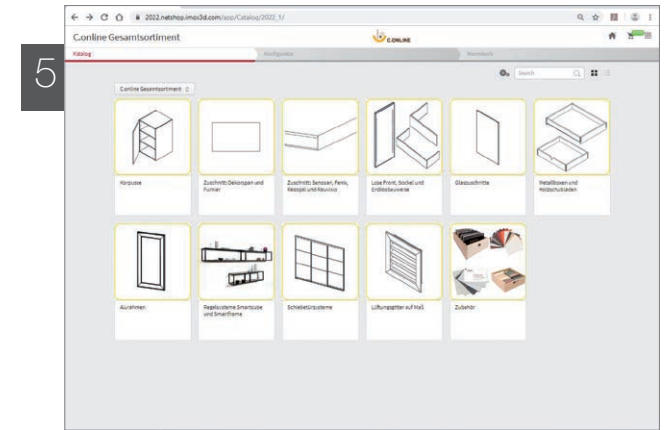 5
2022.netshop.imos3d.com/app/Catalog/2022_1/
C.online Gesamtsortiment
C.ONLINE
Katalog
Konfigurator
Warenkorb
Search
C.online Gesamtsortiment
Korpusse
Zuschnitt: Dekorspan und
Furnier
Zuschnitt: Sensoan, Fenix,
Resopal und Rauvisio
Lose Front, Sockel und
Endlosbauweise
Glaszuschnitte
Metallboxen und
Holzschubladen
Alurahmen
Regalsysteme Smartcube
und Smartframe
Schiebetürsysteme
Lüftungsgitter auf Maß
Zubehör